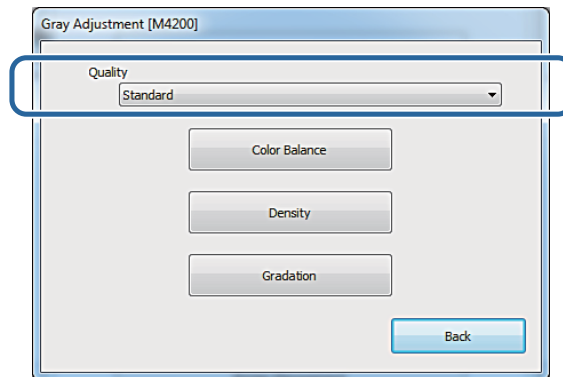 Gray Adjustment [M4200]
Quality
Standard
Color Balance
Density
Gradation
Back